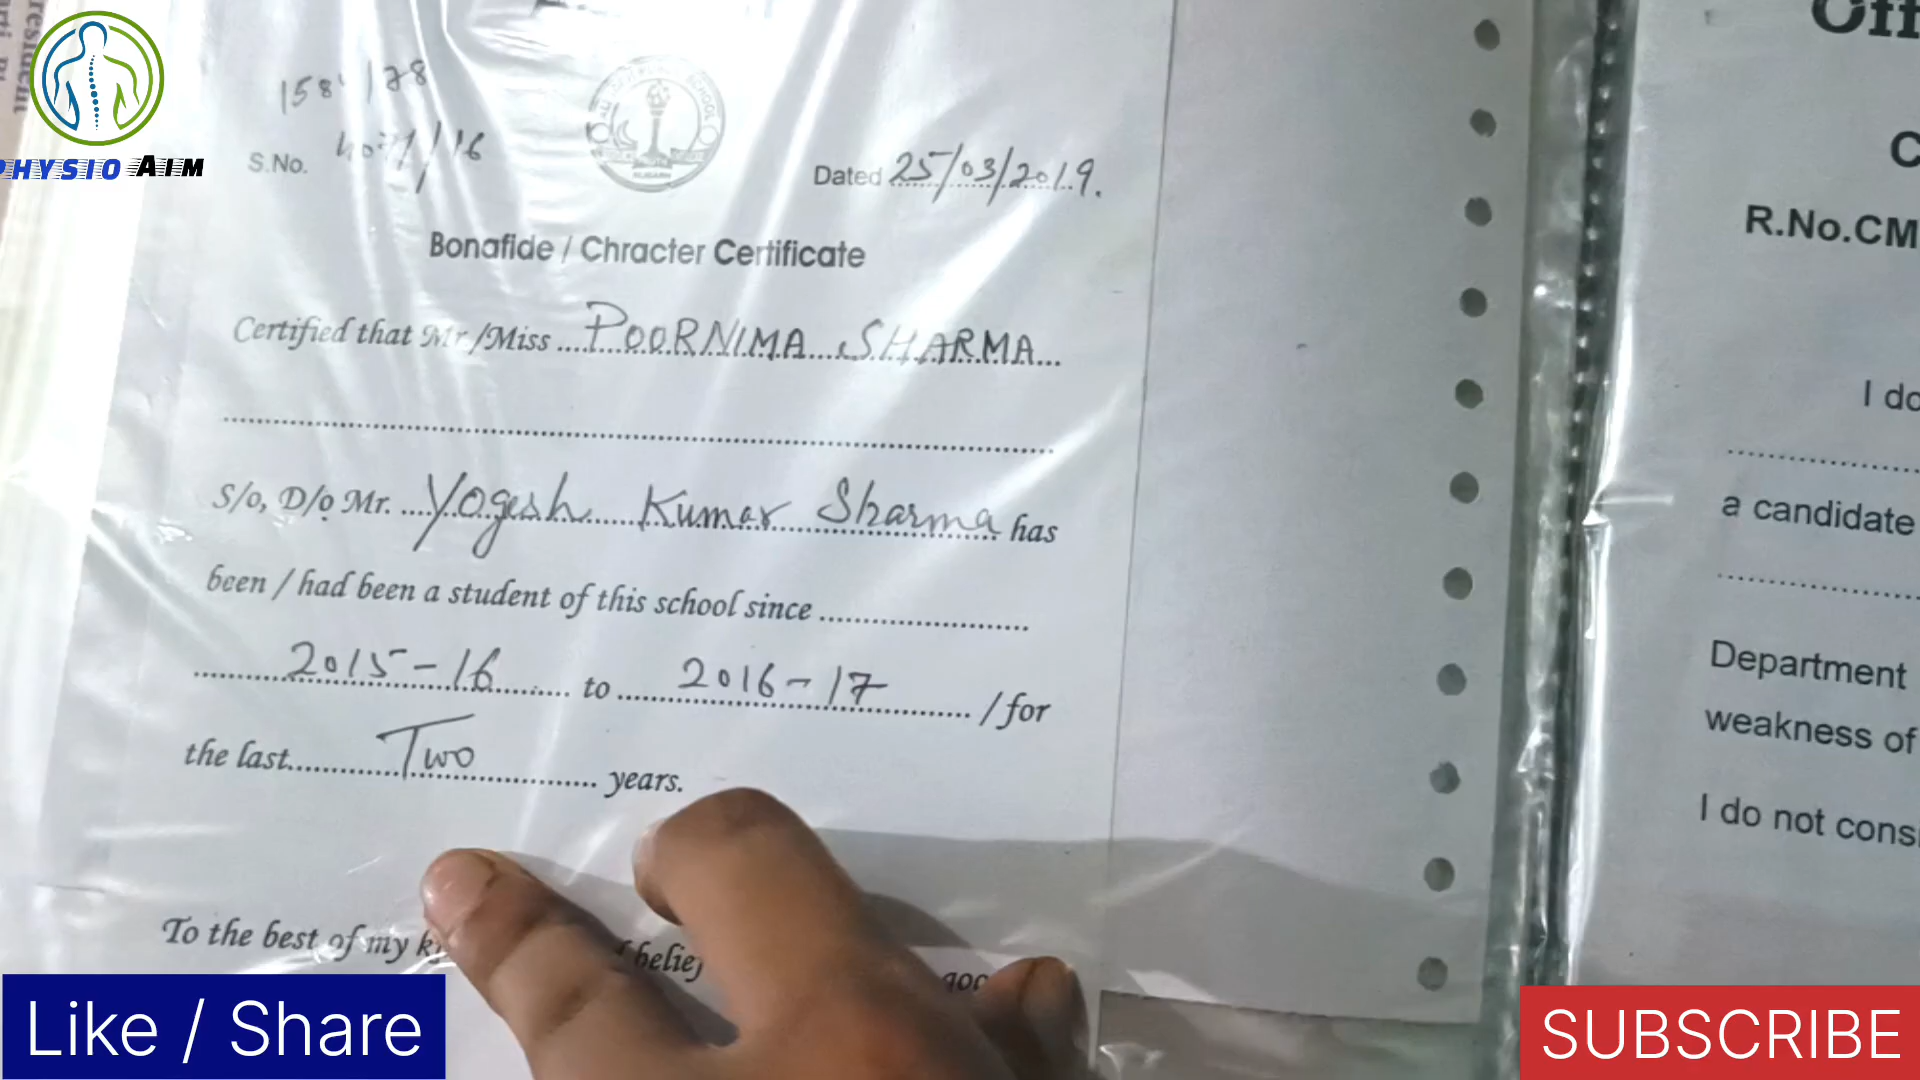 PHYSIO AIM
S.No.
Dated 25/03/2019.
Bonafide / Chracter Certificate
Certified that Mr/Miss ....POORNIMA SHARMA...
S/o, D/o Mr. ....Yogesh Kumar Sharma has
been / had been a student of this school since ....................
2015-16 to 2016-17 / for
the last Two years.
To the best of my
Like / Share
R.No.CM
I do
a candidate
Department
weakness of
I do not cons
SUBSCRIBE